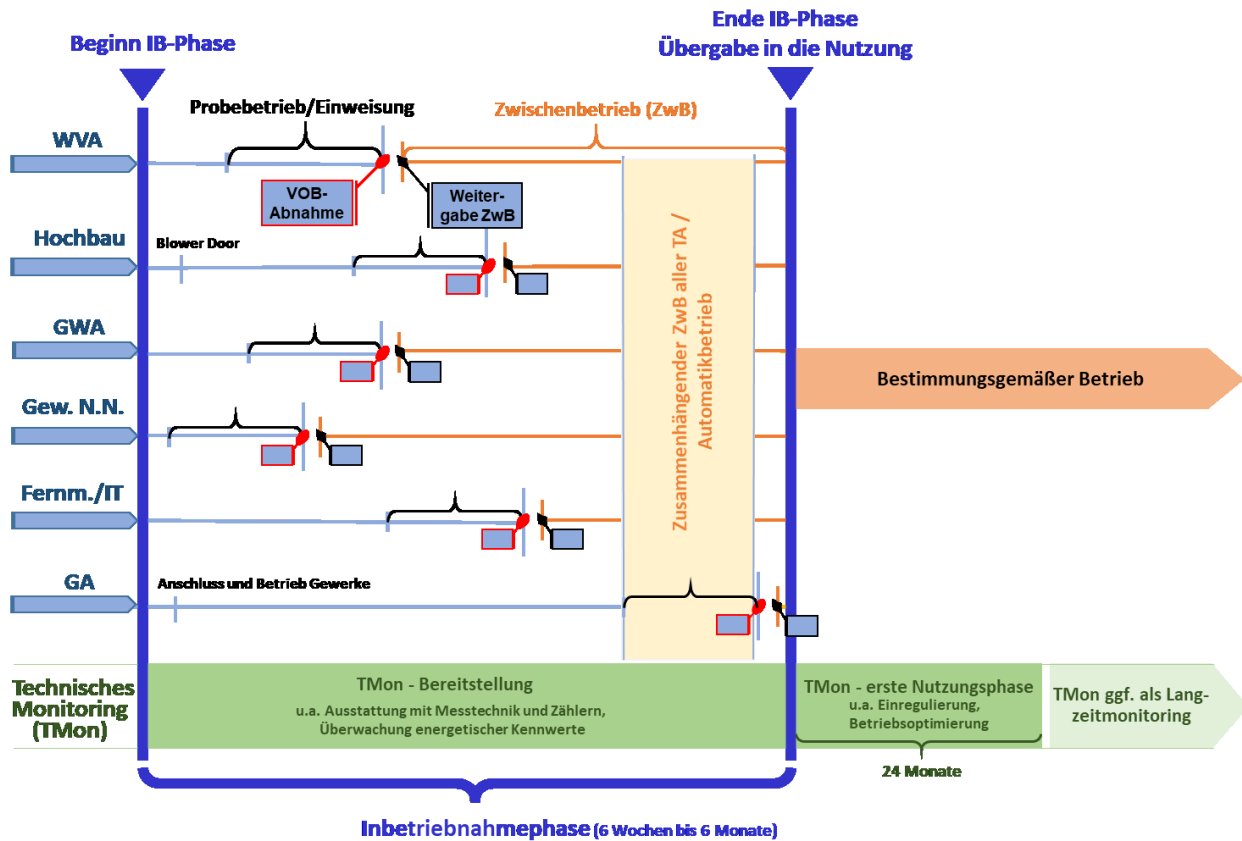 Beginn IB-Phase
Ende IB-Phase
Übergabe in die Nutzung
Probebetrieb/Einweisung
Zwischenbetrieb (ZwB)
WVA
VOB-
Abnahme
Weiter-
gabe ZwB
Hochbau
Blower Door
GWA
Gew. N.N.
Fernm./IT
GA
Anschluss und Betrieb Gewerke
Zusammenhängender ZwB aller TA /
Automatikbetrieb
Bestimmungsgemäßer Betrieb
Technisches
Monitoring
(TMon)
TMon - Bereitstellung
u.a. Ausstattung mit Messtechnik und Zählern,
Überwachung energetischer Kennwerte
TMon - erste Nutzungsphase
u.a. Einregulierung,
Betriebsoptimierung
TMon ggf. als Lang-
zeitmonitoring
24 Monate
Inbetriebnahmephase (6 Wochen bis 6 Monate)